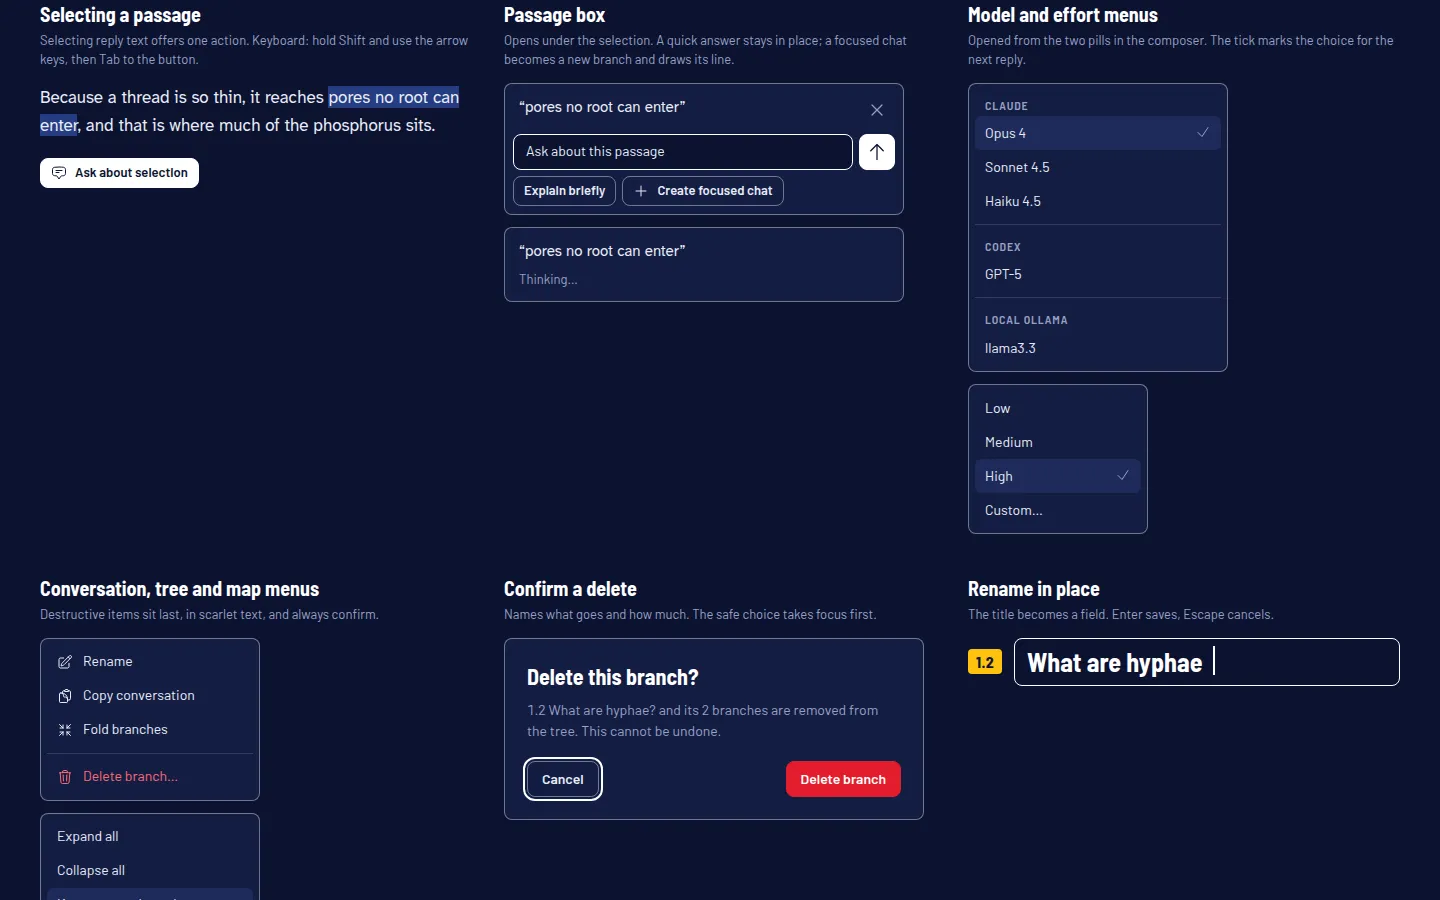 Selecting a passage
Selecting reply text offers one action. Keyboard: hold Shift and use the arrow
keys, then Tab to the button.
Because a thread is so thin, it reaches pores no root can
enter, and that is where much of the phosphorus sits.
Ask about selection
Passage box
Opens under the selection. A quick answer stays in place; a focused chat
becomes a new branch and draws its line.
“pores no root can enter”
Ask about this passage
Explain briefly
Create focused chat
“pores no root can enter”
Thinking...
Model and effort menus
Opened from the two pills in the composer. The tick marks the choice for the
next reply.
CLAUDE
Opus 4
Sonnet 4.5
Haiku 4.5
CODEX
GPT-5
LOCAL OLLAMA
llama3.3
Low
Medium
High
Custom...
Conversation, tree and map menus
Destructive items sit last, in scarlet text, and always confirm.
Rename
Copy conversation
Fold branches
Delete branch...
Expand all
Collapse all
Confirm a delete
Names what goes and how much. The safe choice takes focus first.
Delete this branch?
1.2 What are hyphae? and its 2 branches are removed from
the tree. This cannot be undone.
Cancel
Delete branch
Rename in place
The title becomes a field. Enter saves, Escape cancels.
1.2
What are hyphae